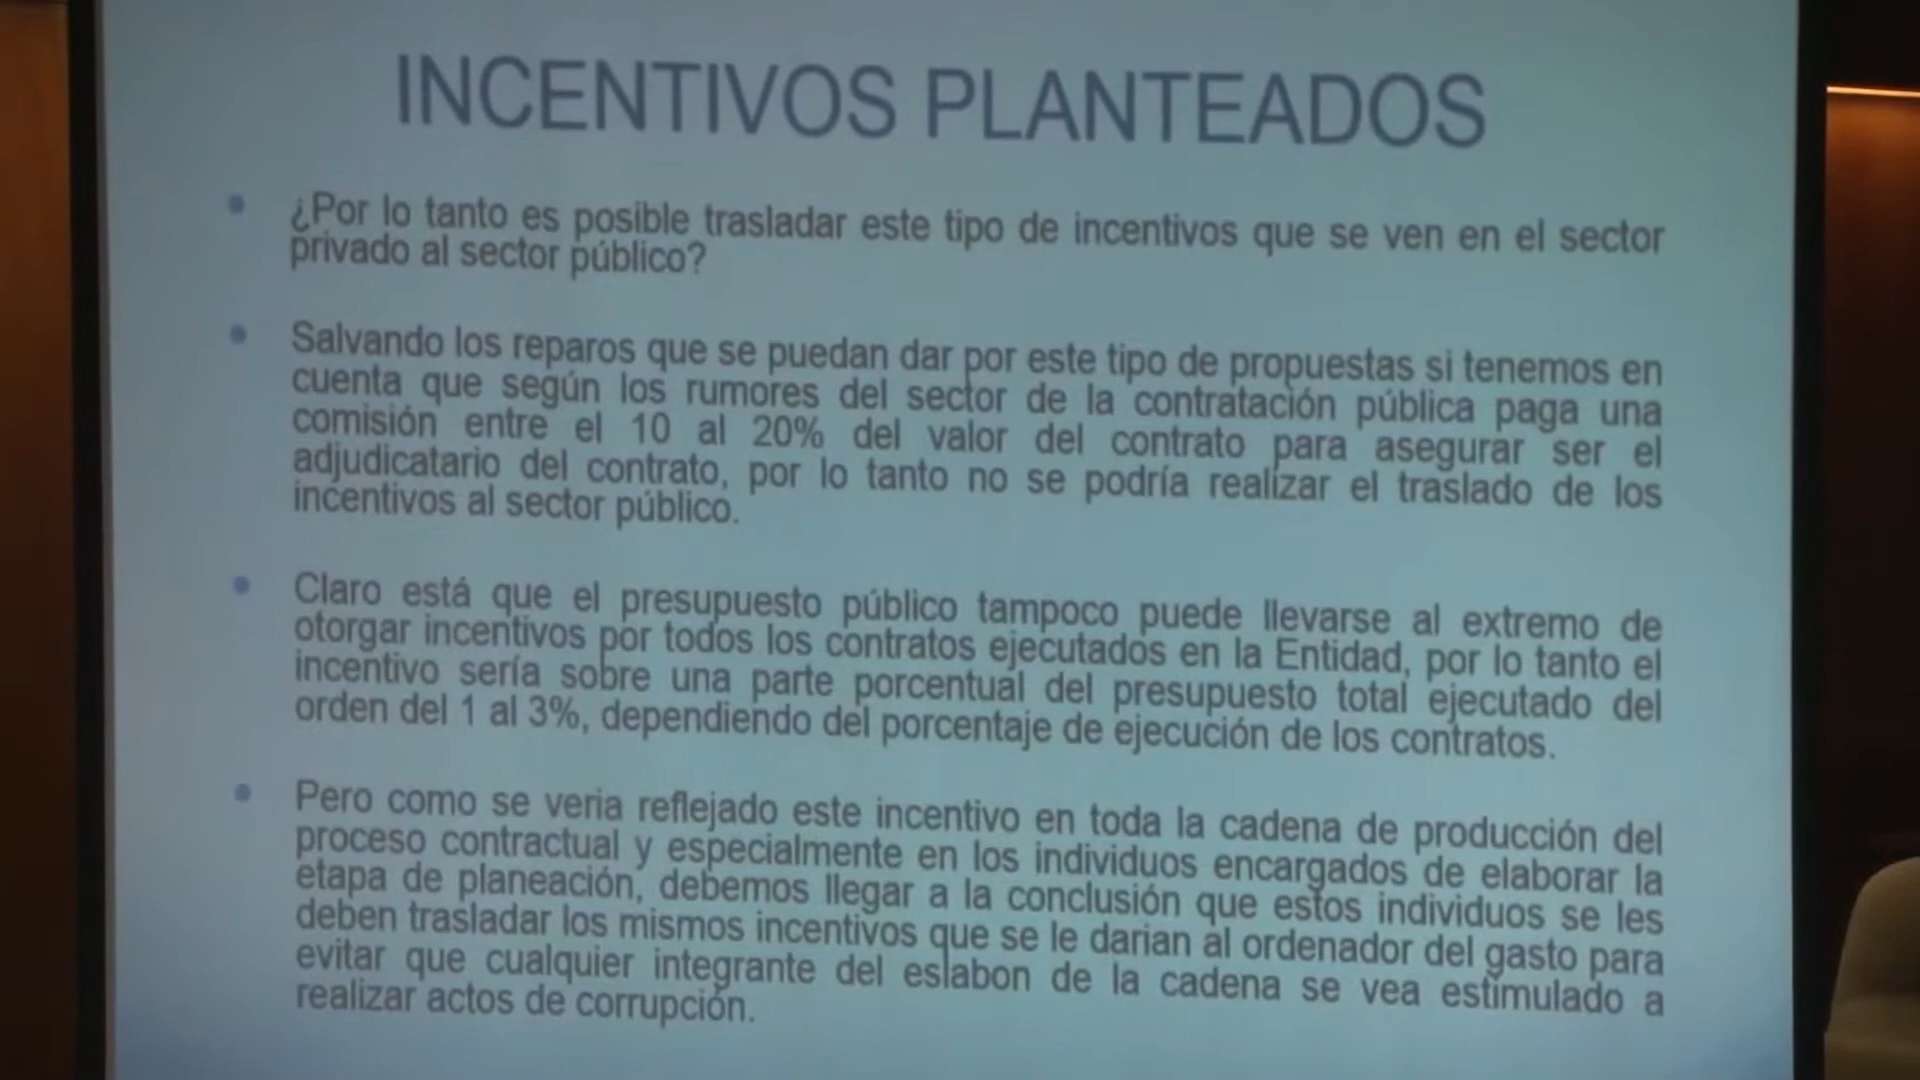 INCENTIVOS PLANTEADOS
• ¿Por lo tanto es posible trasladar este tipo de incentivos que se ven en el sector
privado al sector público?
• Salvando los reparos que se puedan dar por este tipo de propuestas si tenemos en
cuenta que según los rumores del sector de la contratación pública paga una
comisión entre el 10 al 20% del valor del contrato para asegurar ser el
adjudicatario del contrato, por lo tanto no se podría realizar el traslado de los
incentivos al sector público.
• Claro está que el presupuesto público tampoco puede llevarse al extremo de
otorgar incentivos por todos los contratos ejecutados en la Entidad, por lo tanto el
incentivo sería sobre una parte porcentual del presupuesto total ejecutado del
orden del 1 al 3%, dependiendo del porcentaje de ejecución de los contratos.
• Pero como se veria reflejado este incentivo en toda la cadena de producción del
proceso contractual y especialmente en los individuos encargados de elaborar la
etapa de planeación, debemos llegar a la conclusión que estos individuos se les
deben trasladar los mismos incentivos que se le darian al ordenador del gasto para
evitar que cualquier integrante del eslabon de la cadena se vea estimulado a
realizar actos de corrupción.